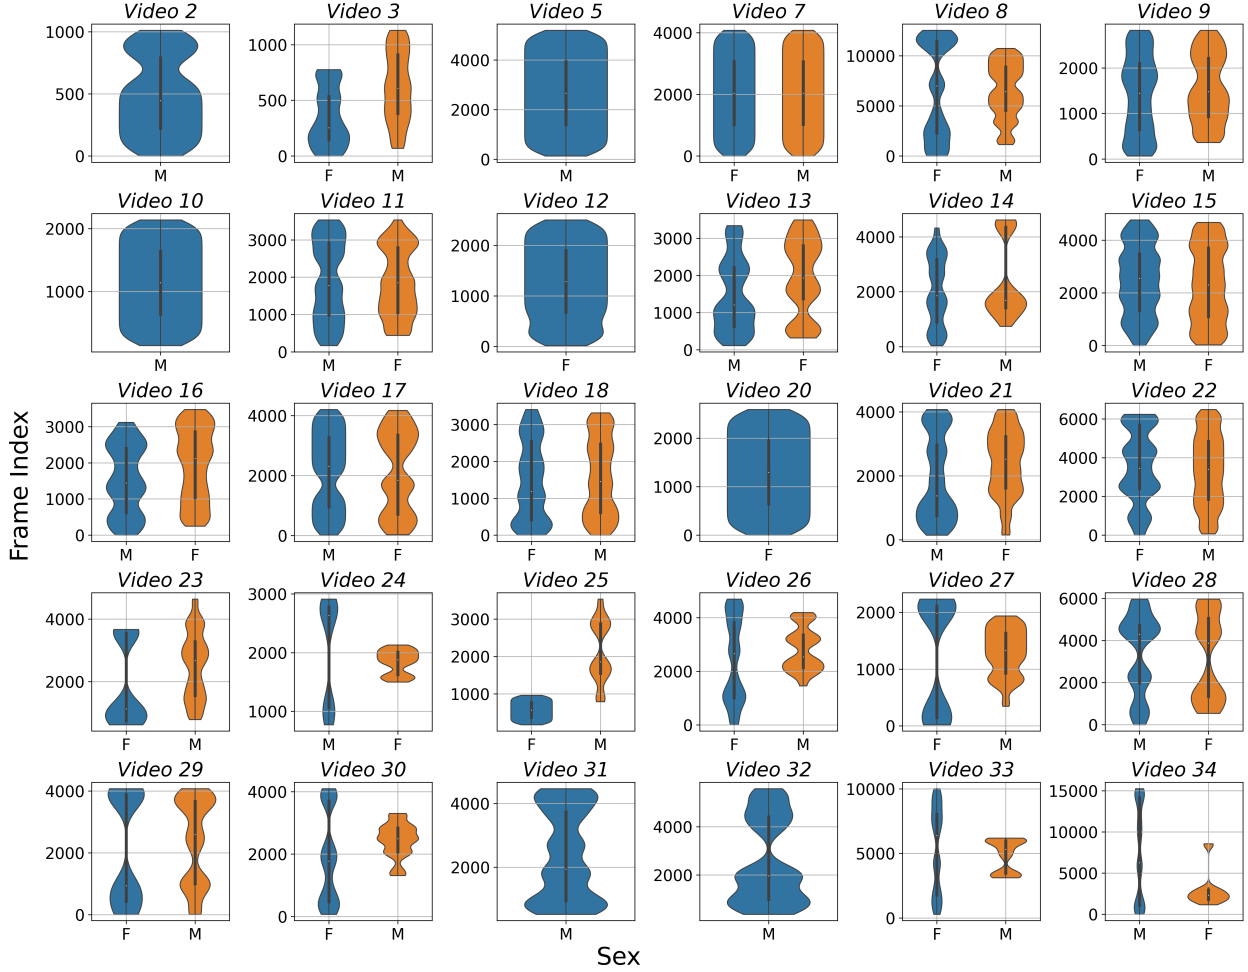 Video 2 Video 3 Video 5 Video 7 Video 8 Video 9
1000 1000 4000 4000 10000 2000
500 500 2000 2000 5000 1000
0 0 0 0 0 0
M F M M F M F M F M
Video 10 Video 11 Video 12 Video 13 Video 14 Video 15
2000 3000 2000 3000 4000 4000
1000 2000 1000 2000 2000 2000
1000 0 1000 0 0
0 0
M M F F M F F M M F
Video 16 Video 17 Video 18 Video 20 Video 21 Video 22
3000 4000 3000 2000 4000 6000
2000 2000 2000 1000 2000 4000
1000 0 1000 0 0 2000
0 0 0
M F M F F M F M F F M
Video 23 Video 24 Video 25 Video 26 Video 27 Video 28
4000 3000 3000 4000 2000 6000
2000 2000 2000 2000 1000 4000
1000 1000 0 0 2000
0
F M M F F M F M F M M F
Video 29 Video 30 Video 31 Video 32 Video 33 Video 34
4000 4000 4000 4000 10000 15000
2000 2000 2000 2000 5000 10000
0 0 0 5000
0
F M F M M M F M M F
Frame Index
Sex